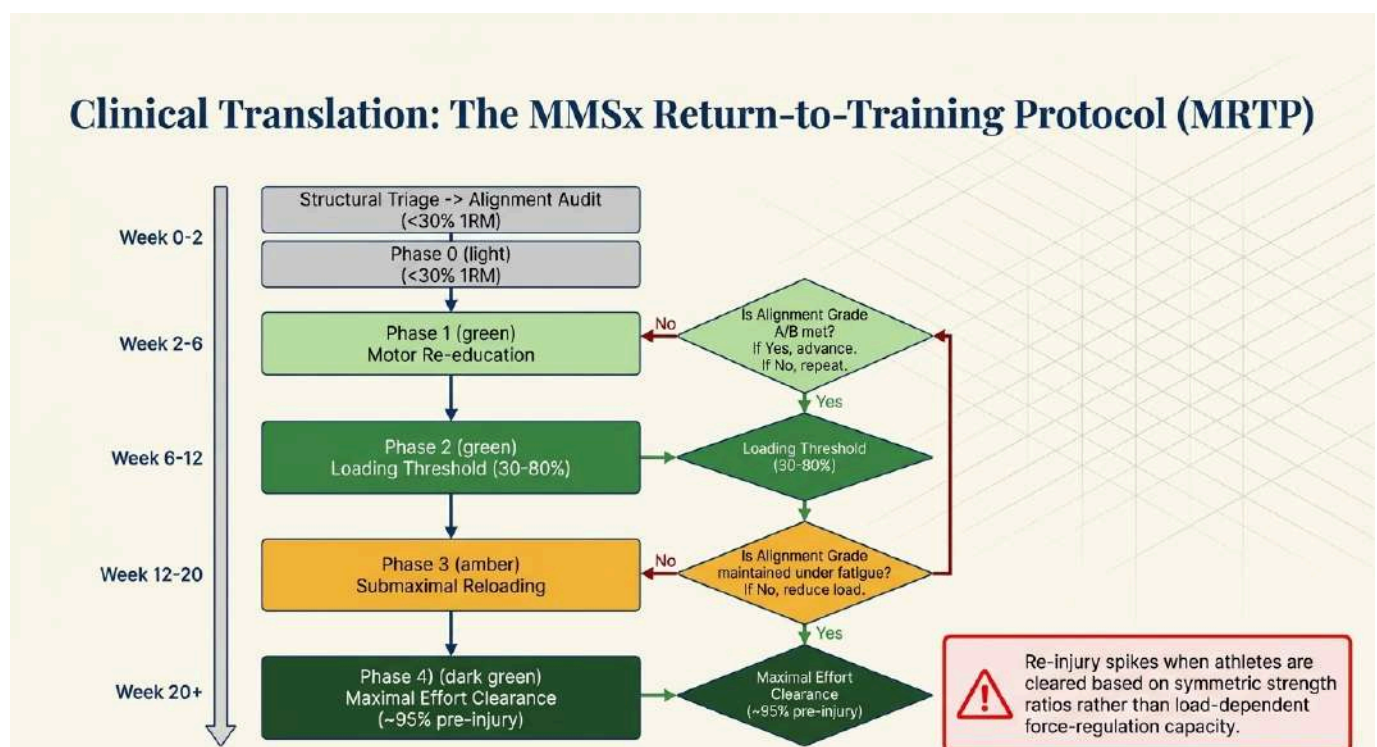 Clinical Translation: The MMSx Return-to-Training Protocol (MRTP)
Week 0-2
Structural Triage -> Alignment Audit
(<30% 1RM)
Phase 0 (light)
(<30% 1RM)
Week 2-6
Phase 1 (green)
Motor Re-education
No
Is Alignment Grade
A/B met?
If Yes, advance.
If No, repeat.
Yes
Week 6-12
Phase 2 (green)
Loading Threshold (30-80%)
Loading Threshold
(30-80%)
Week 12-20
Phase 3 (amber)
Submaximal Reloading
No
Is Alignment Grade
maintained under fatigue?
If No, reduce load.
Yes
Week 20+
Phase 4) (dark green)
Maximal Effort Clearance
(~95% pre-injury)
Maximal Effort
Clearance
(~95% pre-injury)
Re-injury spikes when athletes are
cleared based on symmetric strength
ratios rather than load-dependent
force-regulation capacity.